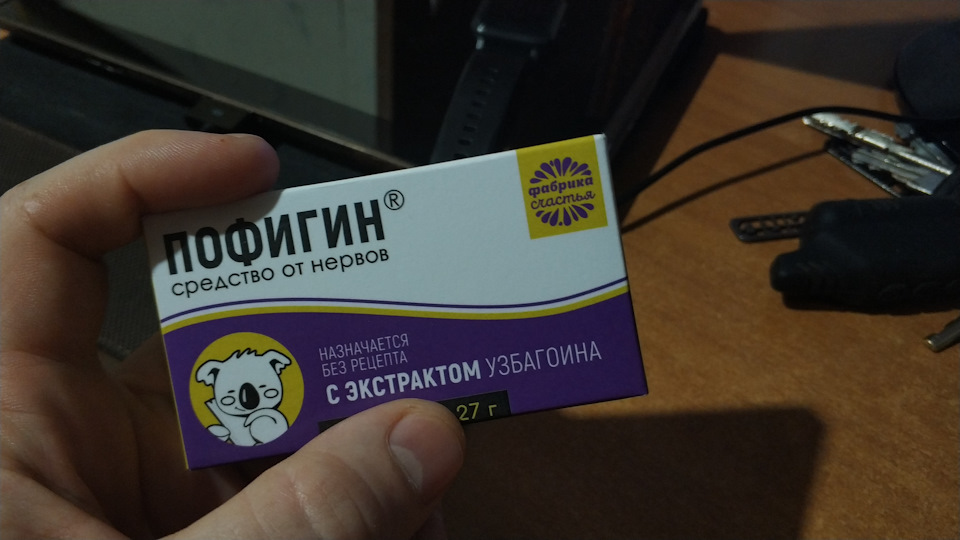 ПОФИГИН®
средство от нервов
фабрика
счастья
НАЗНАЧАЕТСЯ
БЕЗ РЕЦЕПТА
С ЭКСТРАКТОМ УЗБАГОИНА
27 г